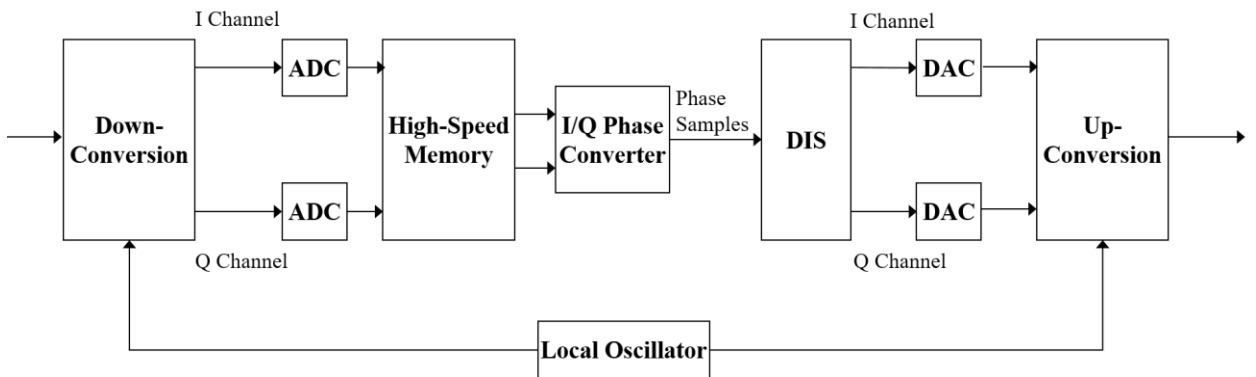 I Channel
I Channel
ADC
DAC
Down-
Conversion
High-Speed
Memory
I/Q Phase
Converter
Phase
Samples
DIS
Up-
Conversion
ADC
DAC
Q Channel
Q Channel
Local Oscillator